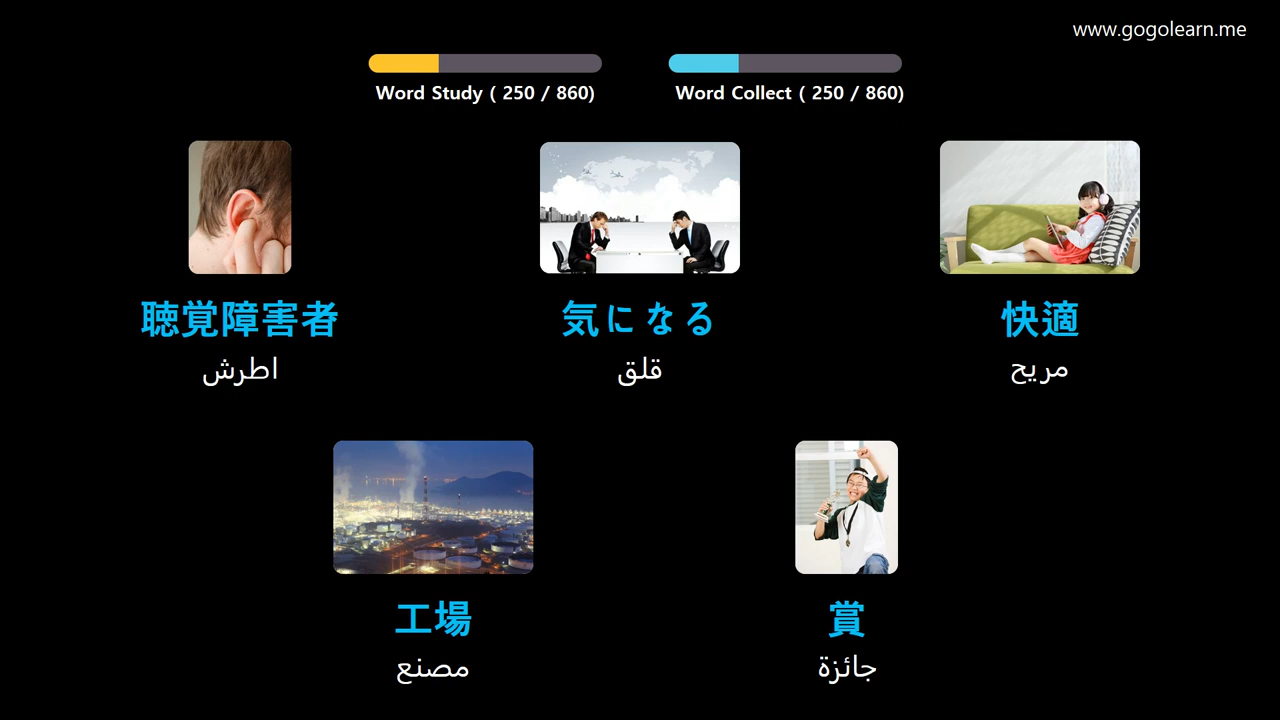 www.gogolearn.me
Word Study ( 250 / 860)
Word Collect ( 250 / 860)
聴覚障害者
気になる
快適
اطرش
قلق
مريح
工場
賞
مصنع
جائزة